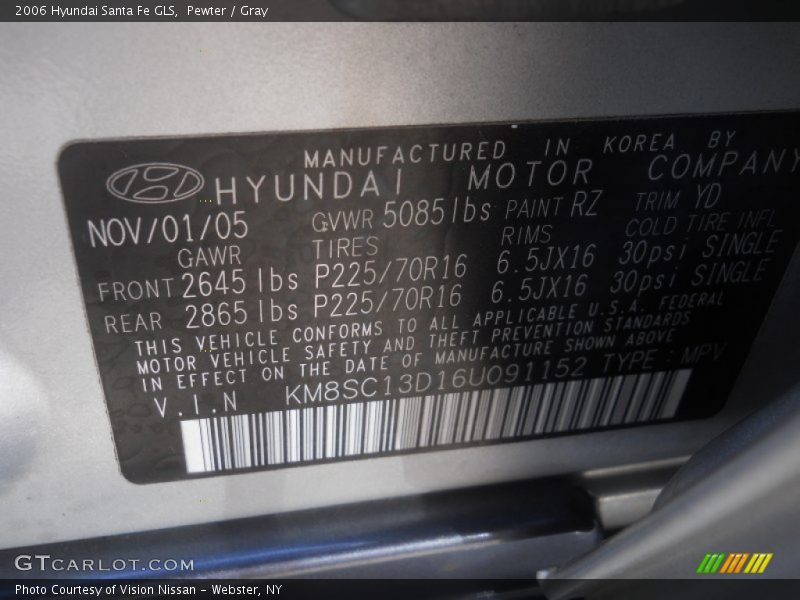 2006 Hyundai Santa Fe GLS, Pewter / Gray
MANUFACTURED IN KOREA BY
HYUNDAI MOTOR COMPANY
NOV/01/05 GVWR 5085lbs PAINT RZ TRIM YD
GAWR TIRES RIMS COLD TIRE INFL
FRONT 2645 lbs P225/70R16 6.5JX16 30psi SINGLE
REAR 2865 lbs P225/70R16 6.5JX16 30psi SINGLE
THIS VEHICLE CONFORMS TO ALL APPLICABLE U.S.A. FEDERAL
MOTOR VEHICLE SAFETY AND THEFT PREVENTION STANDARDS
IN EFFECT ON THE DATE OF MANUFACTURE SHOWN ABOVE
V.I.N KM8SC13D16U091152 TYPE : MPV
GTCARLOT.COM
Photo Courtesy of Vision Nissan - Webster, NY